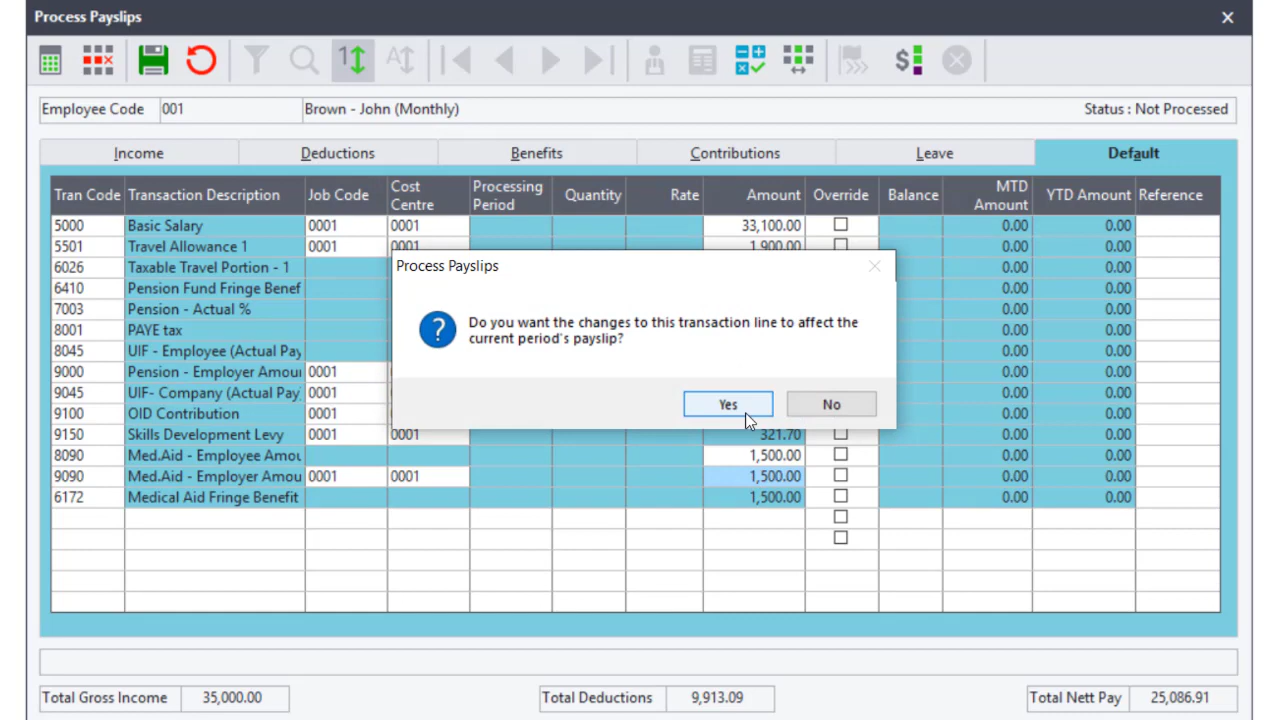 Process Payslips
Employee Code 001 Brown - John (Monthly) Status : Not Processed
Income Deductions Benefits Contributions Leave Default
Tran Code Transaction Description Job Code Cost Centre Processing Period Quantity Rate Amount Override Balance MTD Amount YTD Amount Reference
5000 Basic Salary 0001 0001 33,100.00 0.00 0.00
5501 Travel Allowance 1 0001 0001 1,900.00 0.00 0.00
6026 Taxable Travel Portion - 1 0.00 0.00
6410 Pension Fund Fringe Benef 0.00 0.00
7003 Pension - Actual % 0.00 0.00
8001 PAYE tax 0.00 0.00
8045 UIF - Employee (Actual Pay 0.00 0.00
9000 Pension - Employer Amour 0001 0.00 0.00
9045 UIF- Company (Actual Pay) 0001 0.00 0.00
9100 OID Contribution 0001 0.00 0.00
9150 Skills Development Levy 0001 0001 321.70 0.00 0.00
8090 Med.Aid - Employee Amou 1,500.00 0.00 0.00
9090 Med.Aid - Employer Amou 0001 0001 1,500.00 0.00 0.00
6172 Medical Aid Fringe Benefit 1,500.00 0.00 0.00
Process Payslips
Do you want the changes to this transaction line to affect the
current period's payslip?
Yes No
Total Gross Income 35,000.00 Total Deductions 9,913.09 Total Nett Pay 25,086.91